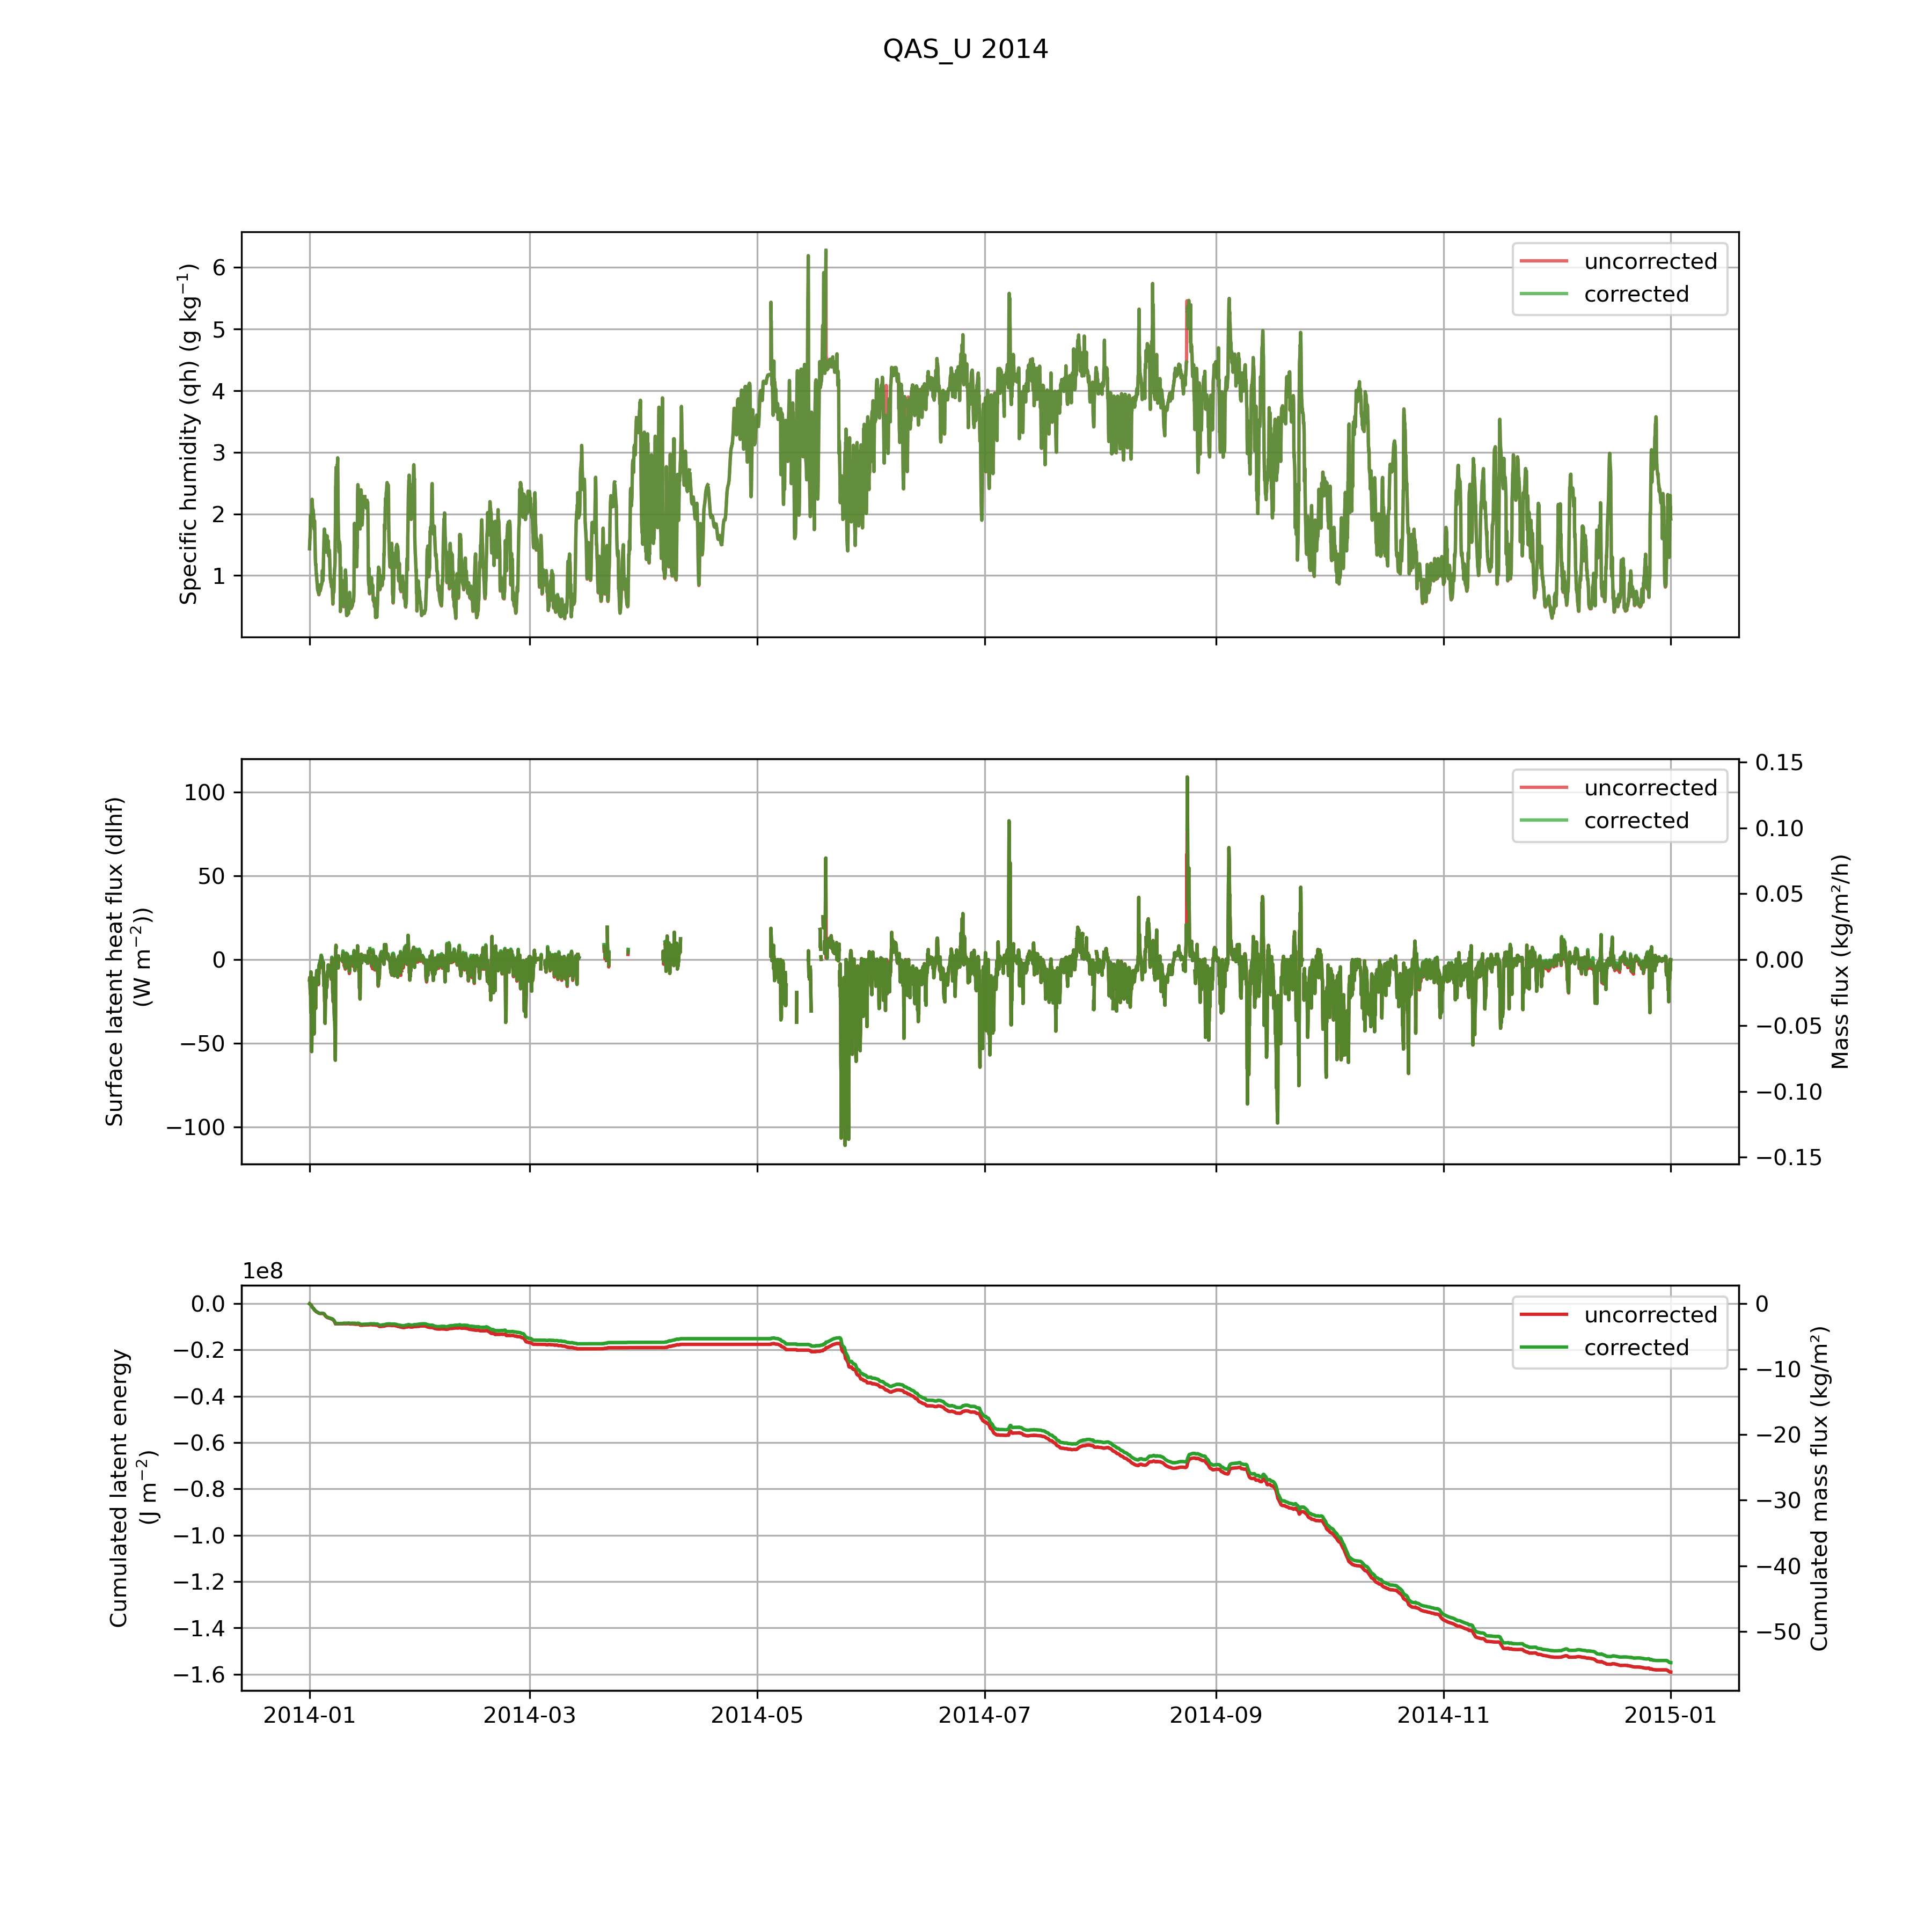 QAS_U 2014
Specific humidity (qh) (g kg⁻¹)
6
5
4
3
2
1
uncorrected
corrected
Surface latent heat flux (dlhf)
(W m⁻²))
100
50
0
−50
−100
uncorrected
corrected
0.15
0.10
0.05
0.00
−0.05
−0.10
−0.15
Mass flux (kg/m²/h)
1e8
Cumulated latent energy
(J m⁻²)
0.0
−0.2
−0.4
−0.6
−0.8
−1.0
−1.2
−1.4
−1.6
uncorrected
corrected
0
−10
−20
−30
−40
−50
Cumulated mass flux (kg/m²)
2014-01
2014-03
2014-05
2014-07
2014-09
2014-11
2015-01